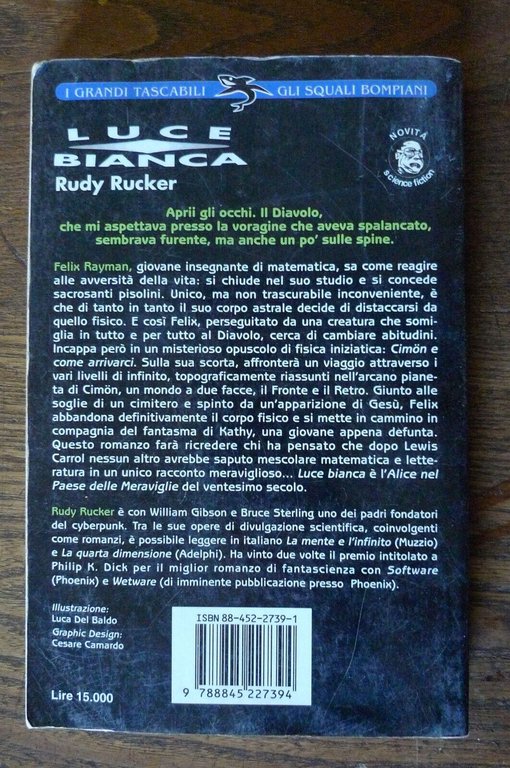 I GRANDI TASCABILI GLI SQUALI BOMPIANI
LUCE
BIANCA
Rudy Rucker
NOVITÀ
science fiction
Aprii gli occhi. Il Diavolo,
che mi aspettava presso la voragine che aveva spalancato,
sembrava furente, ma anche un po' sulle spine.
Felix Rayman, giovane insegnante di matematica, sa come reagire
alle avversità della vita: si chiude nel suo studio e si concede
sacrosanti pisolini. Unico, ma non trascurabile inconveniente, è
che di tanto in tanto il suo corpo astrale decide di distaccarsi da
quello fisico. E così Felix, perseguitato da una creatura che somi-
glia in tutto e per tutto al Diavolo, cerca di cambiare abitudini.
Incappa però in un misterioso opuscolo di fisica iniziatica: Cimön e
come arrivarci. Sulla sua scorta, affronterà un viaggio attraverso i
vari livelli di infinito, topograficamente riassunti nell'arcano piane-
ta di Cimön, un mondo a due facce, il Fronte e il Retro. Giunto alle
soglie di un cimitero e spinto da un'apparizione di Gesù, Felix
abbandona definitivamente il corpo fisico e si mette in cammino in
compagnia del fantasma di Kathy, una giovane appena defunta.
Questo romanzo farà ricredere chi ha pensato che dopo Lewis
Carrol nessun altro avrebbe saputo mescolare matematica e lette-
ratura in un unico racconto meraviglioso... Luce bianca è l'Alice nel
Paese delle Meraviglie del ventesimo secolo.
Rudy Rucker è con William Gibson e Bruce Sterling uno dei padri fondatori
del cyberpunk. Tra le sue opere di divulgazione scientifica, coinvolgenti
come romanzi, è possibile leggere in italiano La mente e l'infinito (Muzzio)
e La quarta dimensione (Adelphi). Ha vinto due volte il premio intitolato a
Philip K. Dick per il miglior romanzo di fantascienza con Software
(Phoenix) e Wetware (di imminente pubblicazione presso Phoenix).
Illustrazione:
Luca Del Baldo
Graphic Design:
Cesare Camardo
Lire 15.000
ISBN 88-452-2739-1
9 788845 227394